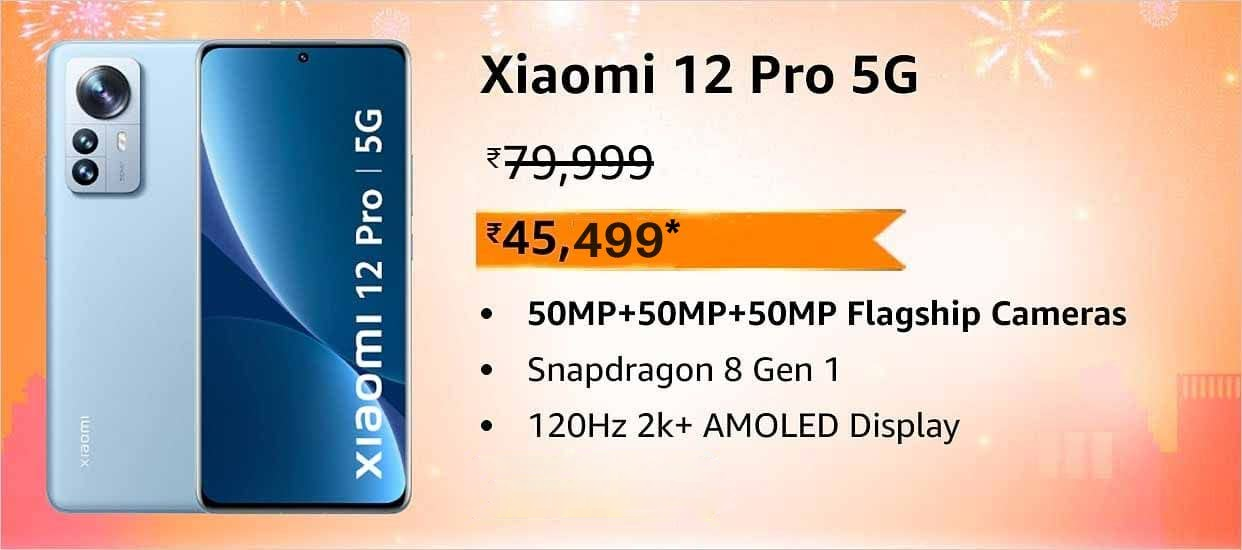 Xiaomi 12 Pro 5G
₹79,999
₹45,499*
• 50MP+50MP+50MP Flagship Cameras
• Snapdragon 8 Gen 1
• 120Hz 2k+ AMOLED Display
Xiaomi 12 Pro | 5G
xiaomi